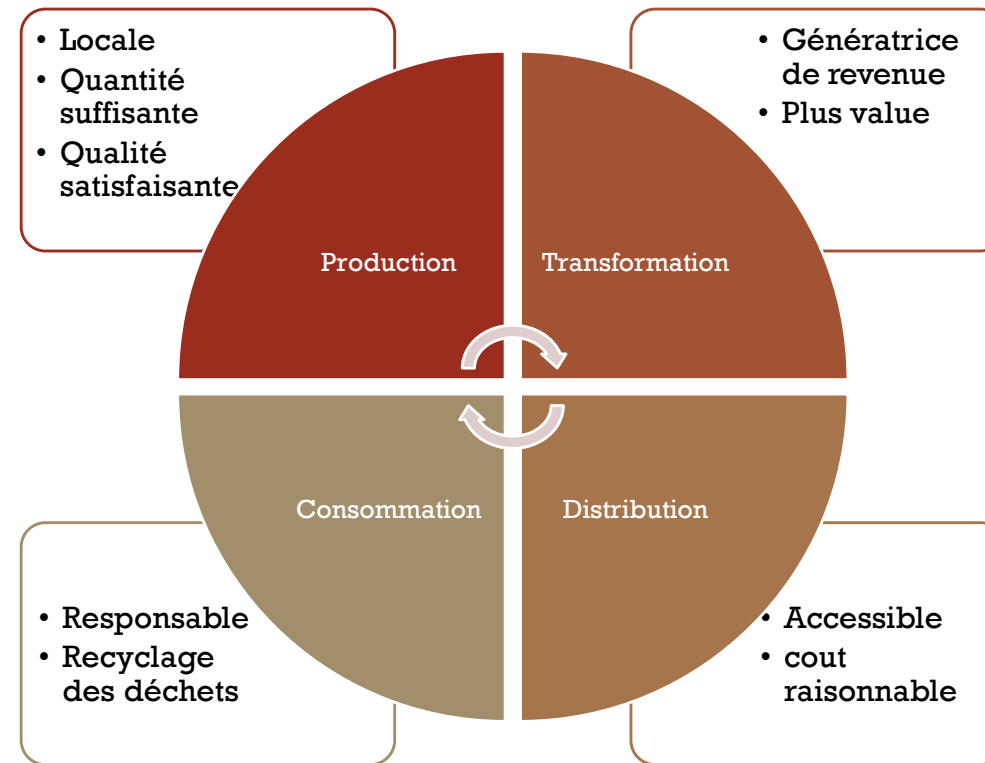 • Locale
• Quantité
suffisante
• Qualité
satisfaisante
• Génératrice
de revenue
• Plus value
Production
Transformation
Consommation
Distribution
• Responsable
• Recyclage
des déchets
• Accessible
• cout
raisonnable